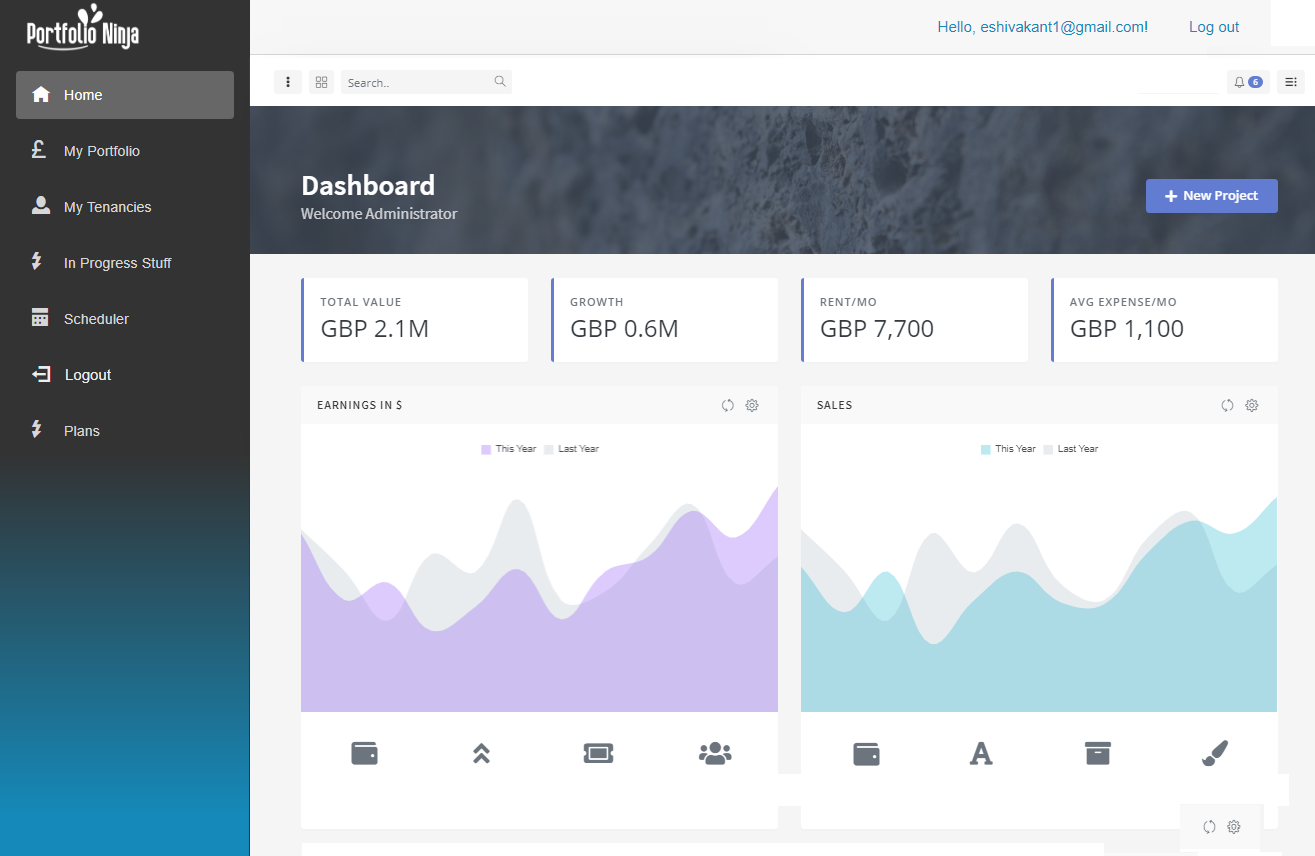 Portfolio Ninja
Hello, eshivakant1@gmail.com!
Log out
Home
My Portfolio
My Tenancies
In Progress Stuff
Scheduler
Logout
Plans
Search..
6
Dashboard
Welcome Administrator
New Project
TOTAL VALUE
GBP 2.1M
GROWTH
GBP 0.6M
RENT/MO
GBP 7,700
AVG EXPENSE/MO
GBP 1,100
EARNINGS IN $
This Year
Last Year
SALES
This Year
Last Year